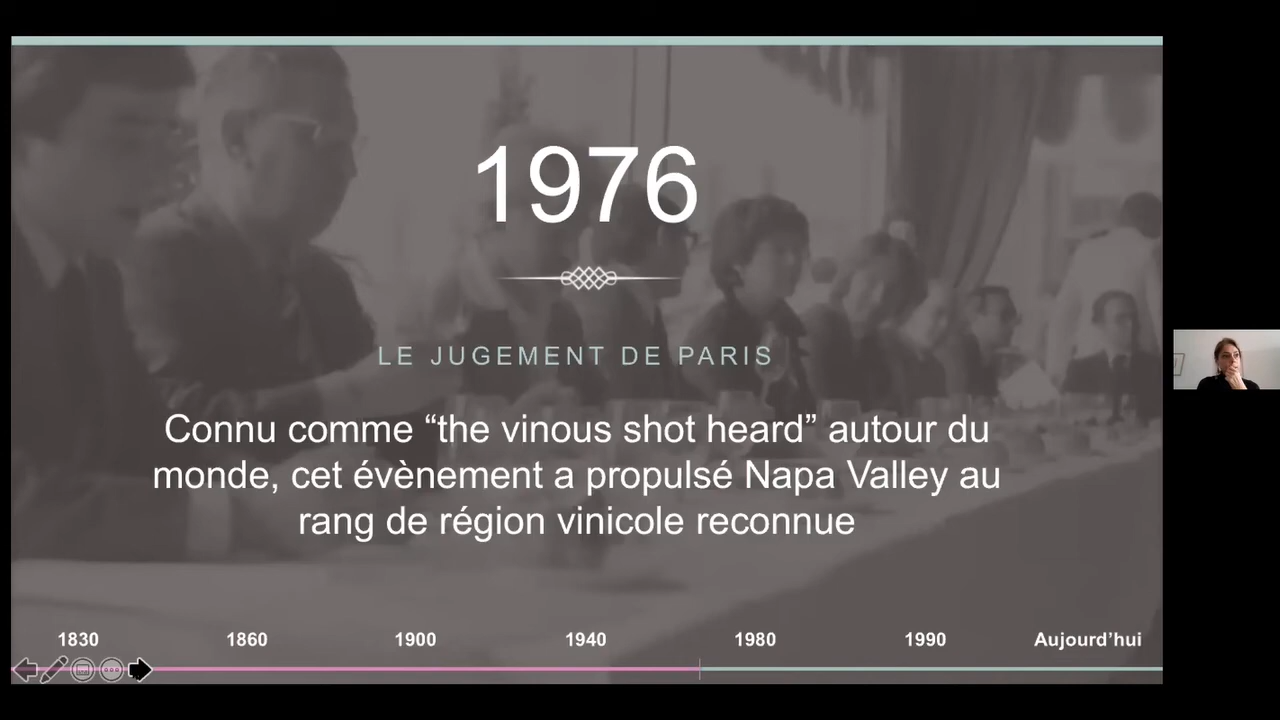 1976
LE JUGEMENT DE PARIS
Connu comme “the vinous shot heard” autour du
monde, cet évènement a propulsé Napa Valley au
rang de région vinicole reconnue
1830 1860 1900 1940 1980 1990 Aujourd’hui